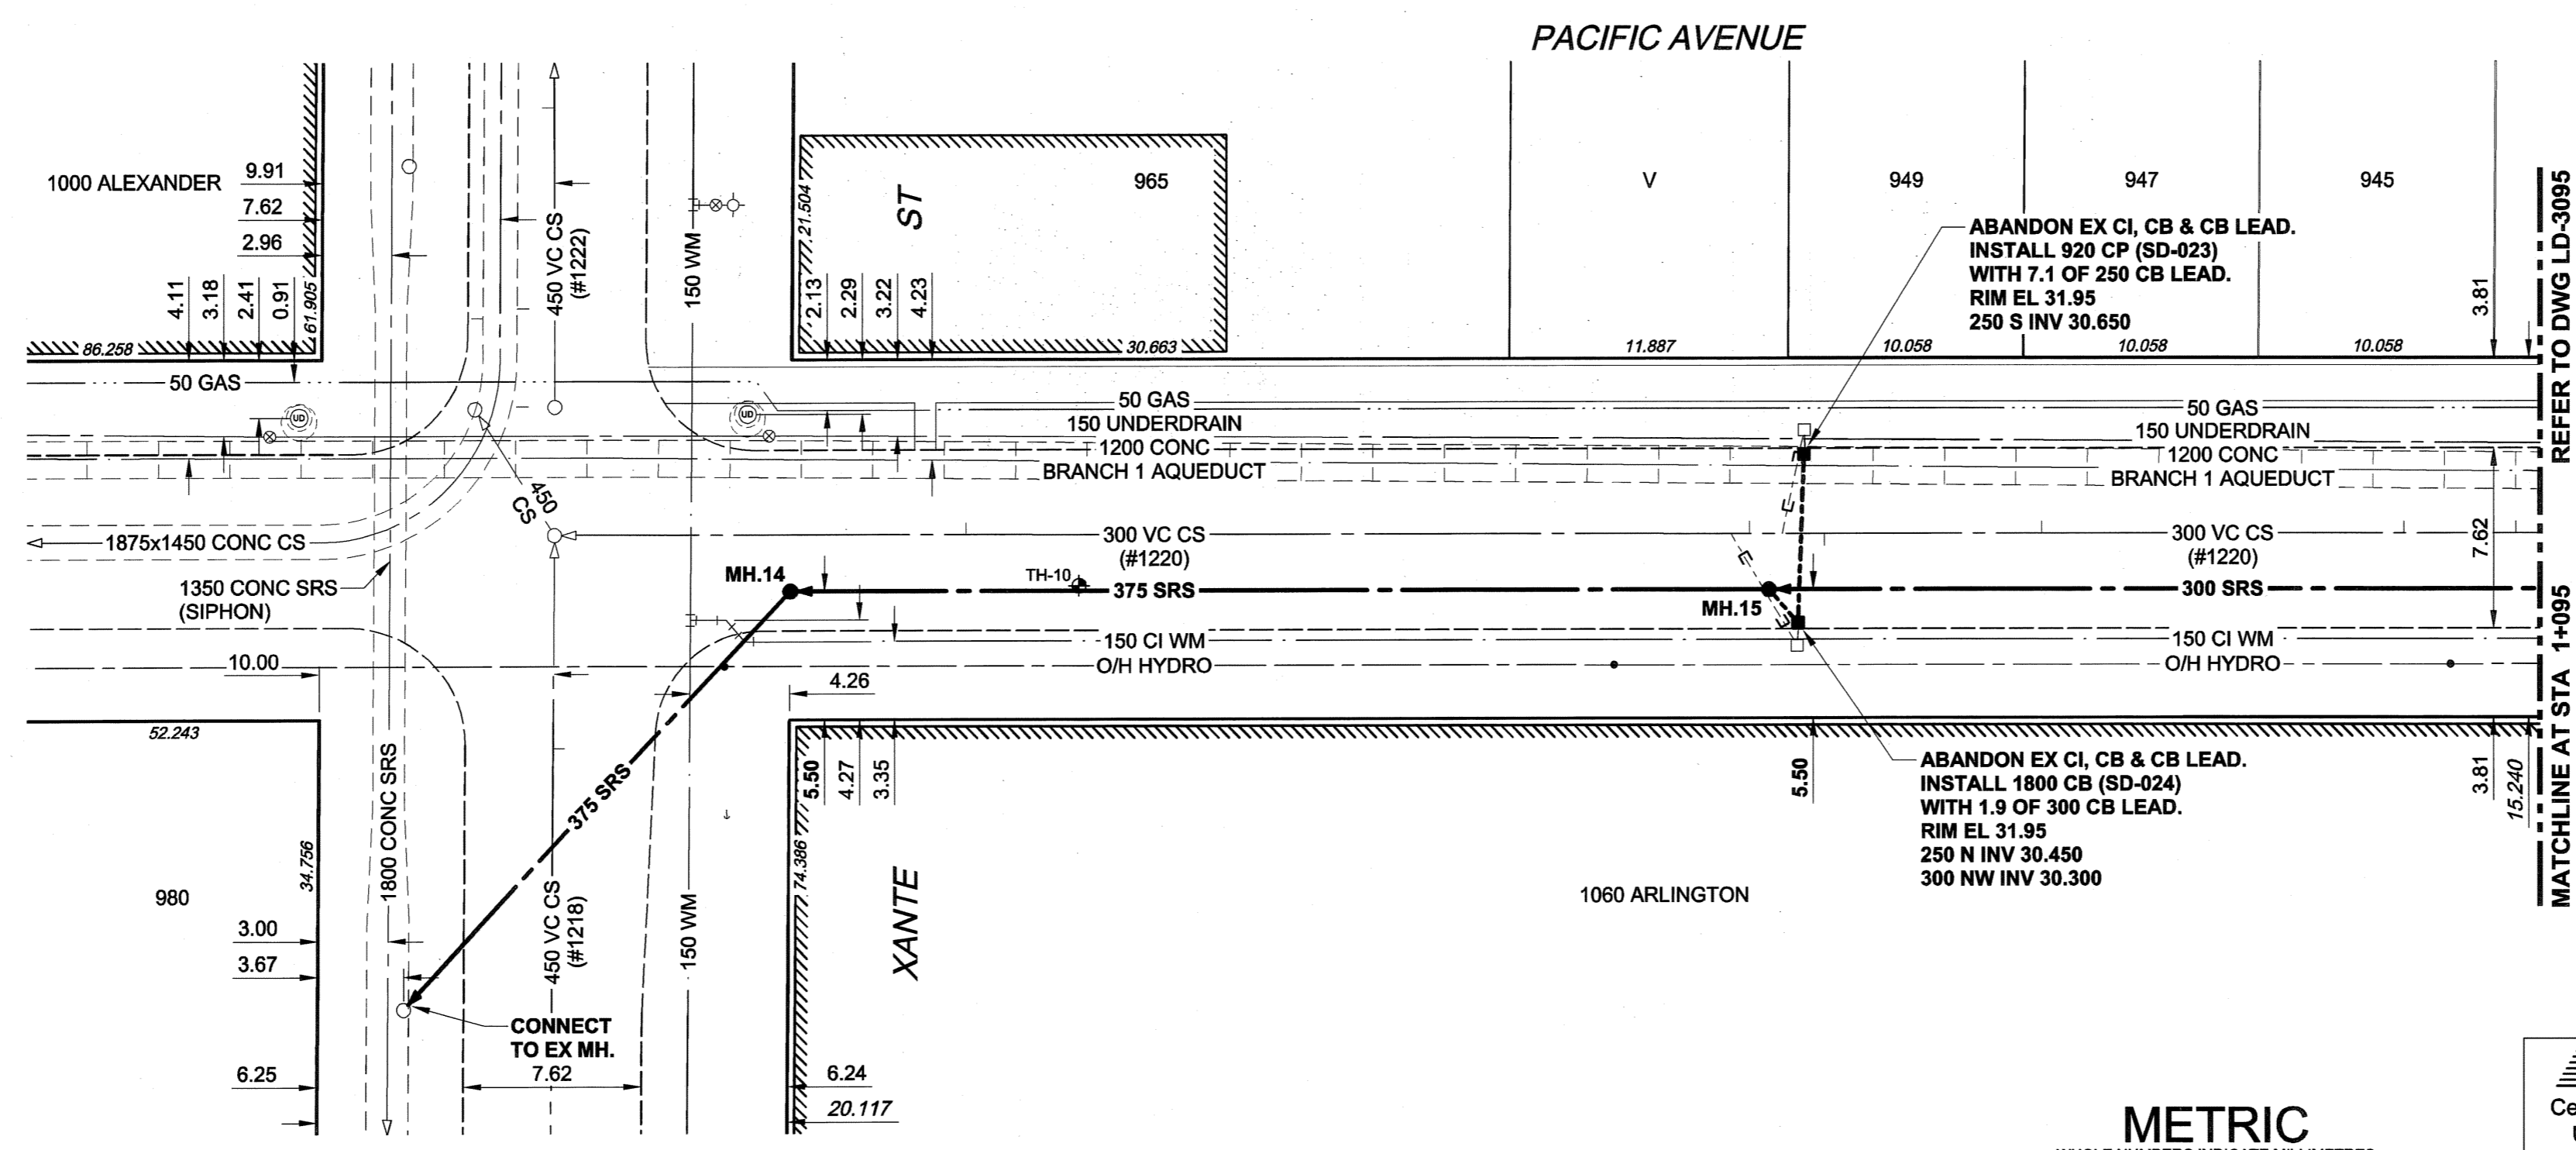 PACIFIC AVENUE
1000 ALEXANDER
9.91
7.62
2.96
4.11
3.18
2.41
0.91
61.905
86.258
450 VC CS
(#1222)
150 WM
21.504
ST
965
2.13
2.29
3.22
4.23
30.663
V
949
947
945
11.887
10.058
10.058
10.058
3.81
ABANDON EX CI, CB & CB LEAD.
INSTALL 920 CP (SD-023)
WITH 7.1 OF 250 CB LEAD.
RIM EL 31.95
250 S INV 30.650
REFER TO DWG LD-3095
50 GAS
UD
UD
50 GAS
150 UNDERDRAIN
1200 CONC
BRANCH 1 AQUEDUCT
50 GAS
150 UNDERDRAIN
1200 CONC
BRANCH 1 AQUEDUCT
450
CS
1875x1450 CONC CS
300 VC CS
(#1220)
300 VC CS
(#1220)
7.62
1350 CONC SRS
(SIPHON)
MH.14
TH-10
375 SRS
MH.15
300 SRS
150 CI WM
O/H HYDRO
150 CI WM
O/H HYDRO
10.00
4.26
52.243
34.756
980
1800 CONC SRS
375 SRS
450 VC CS
(#1218)
150 WM
5.50
4.27
3.35
74.386
XANTE
5.50
ABANDON EX CI, CB & CB LEAD.
INSTALL 1800 CB (SD-024)
WITH 1.9 OF 300 CB LEAD.
RIM EL 31.95
250 N INV 30.450
300 NW INV 30.300
3.81
15.240
MATCHLINE AT STA 1+095
1060 ARLINGTON
3.00
3.67
CONNECT
TO EX MH.
6.25
7.62
6.24
20.117
METRIC
WHOLE NUMBERS INDICATE MILLIMETRES